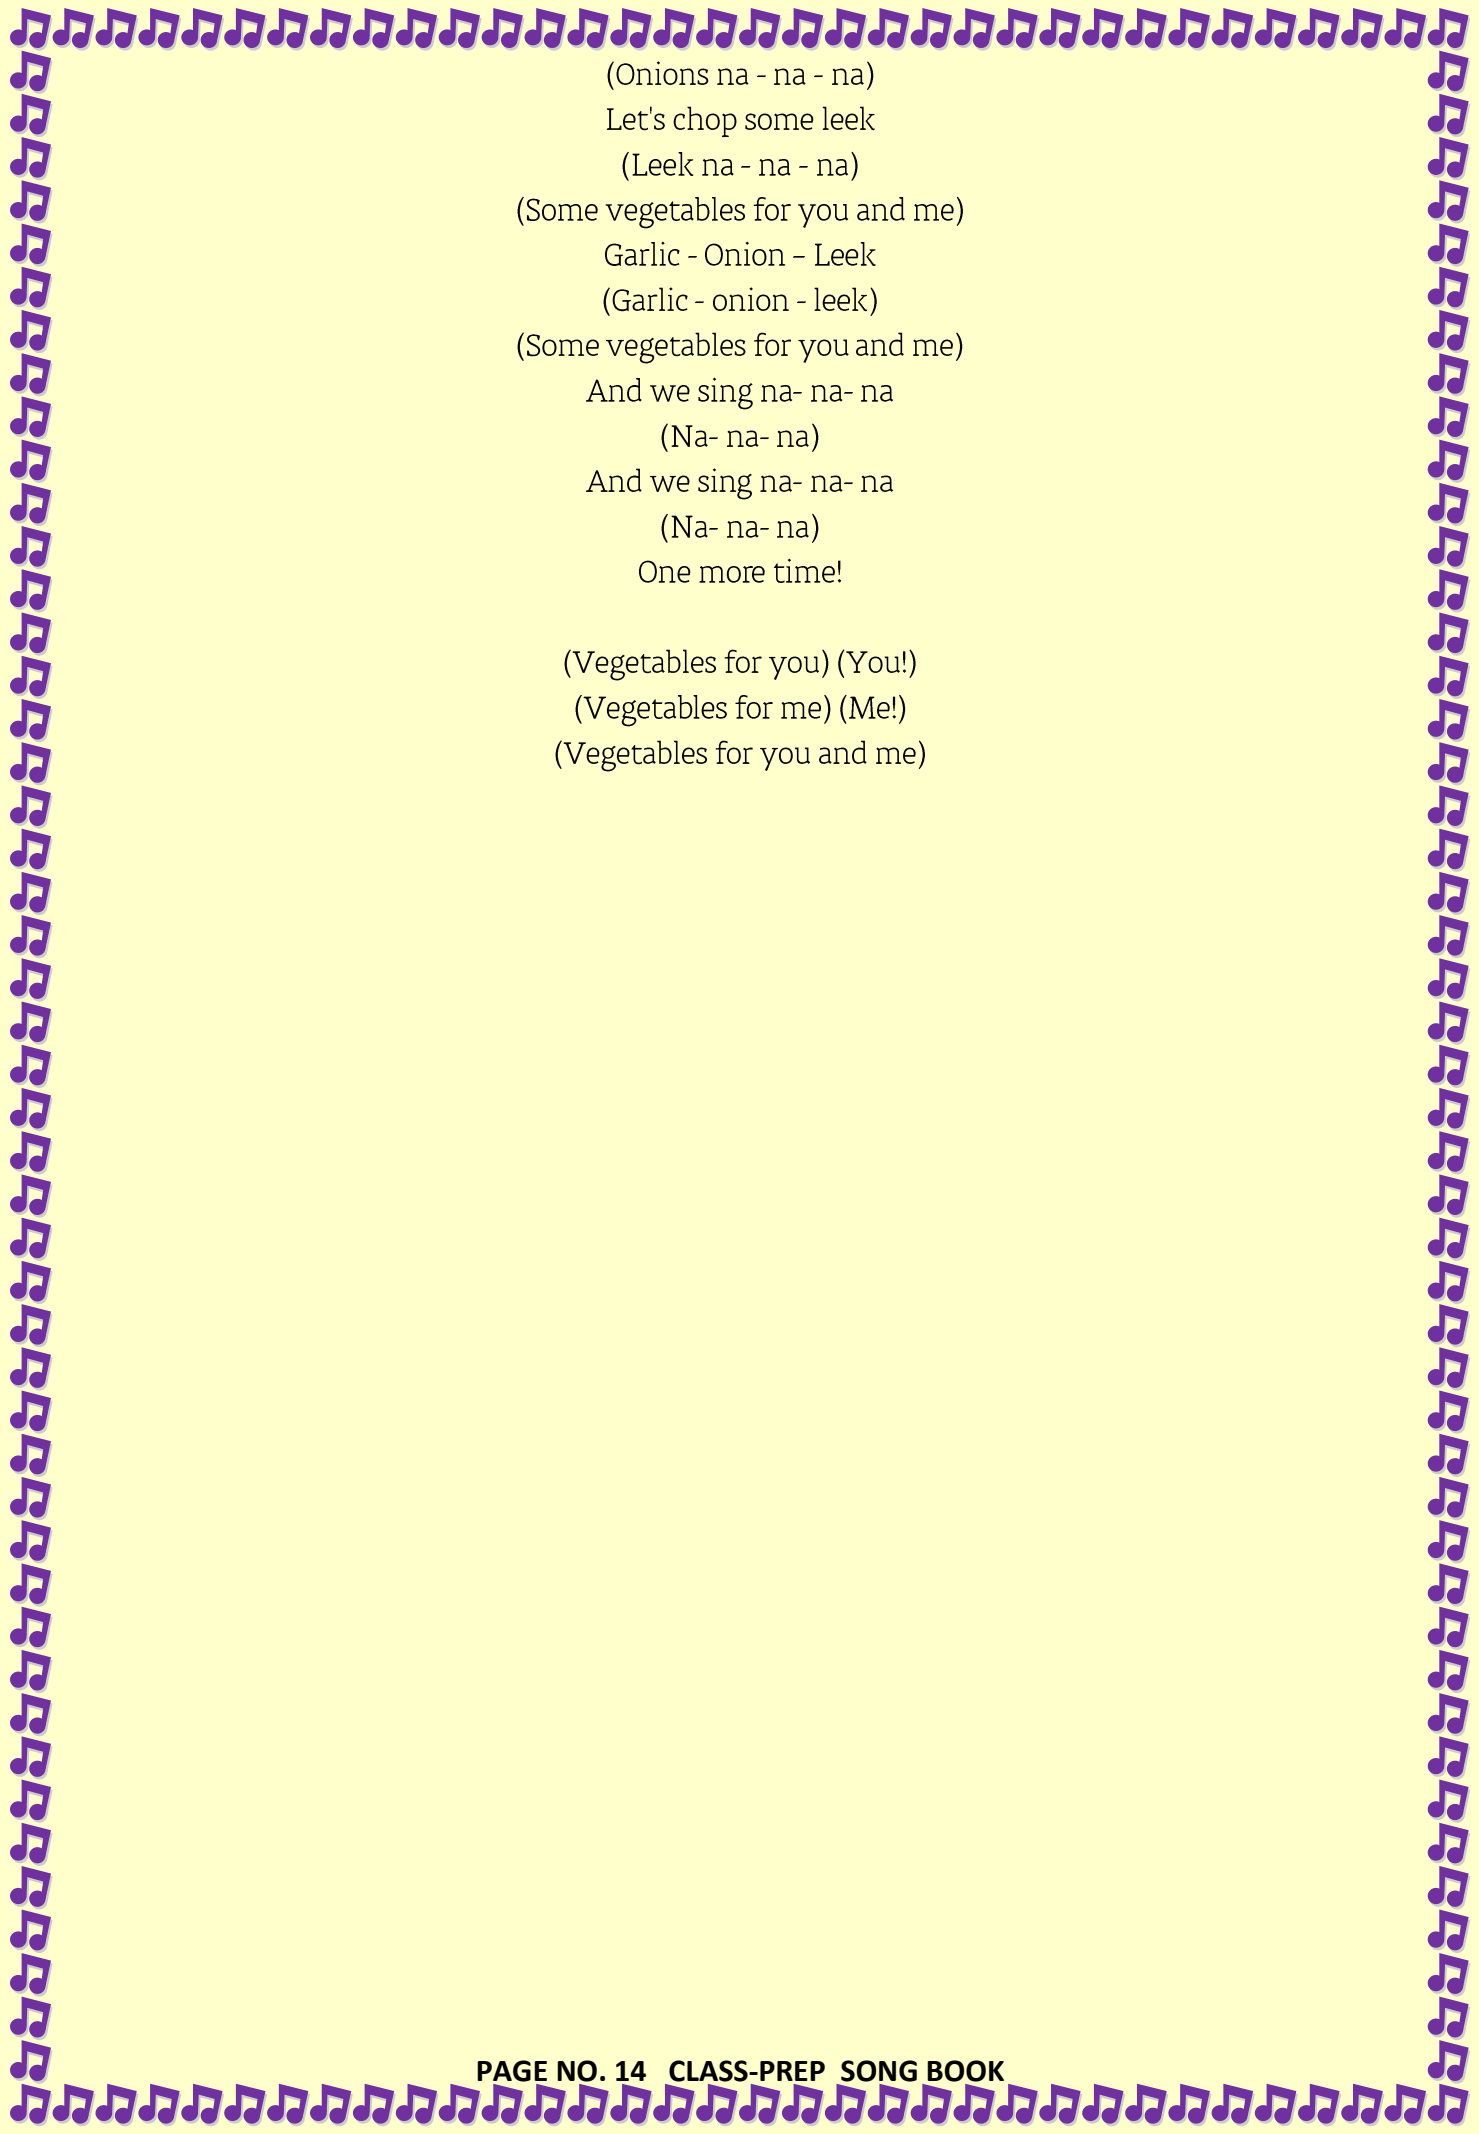 (Onions na - na - na)
Let's chop some leek
(Leek na - na - na)
(Some vegetables for you and me)
Garlic - Onion – Leek
(Garlic - onion - leek)
(Some vegetables for you and me)
And we sing na- na- na
(Na- na- na)
And we sing na- na- na
(Na- na- na)
One more time!
(Vegetables for you) (You!)
(Vegetables for me) (Me!)
(Vegetables for you and me)
PAGE NO. 14 CLASS-PREP SONG BOOK